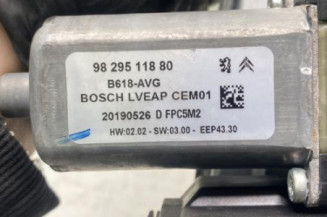 98 295 118 80
B618-AVG
BOSCH LVEAP CEM01
20190526 D FPC5M2
HW:02.02 - SW:03.00 - EEP43.30